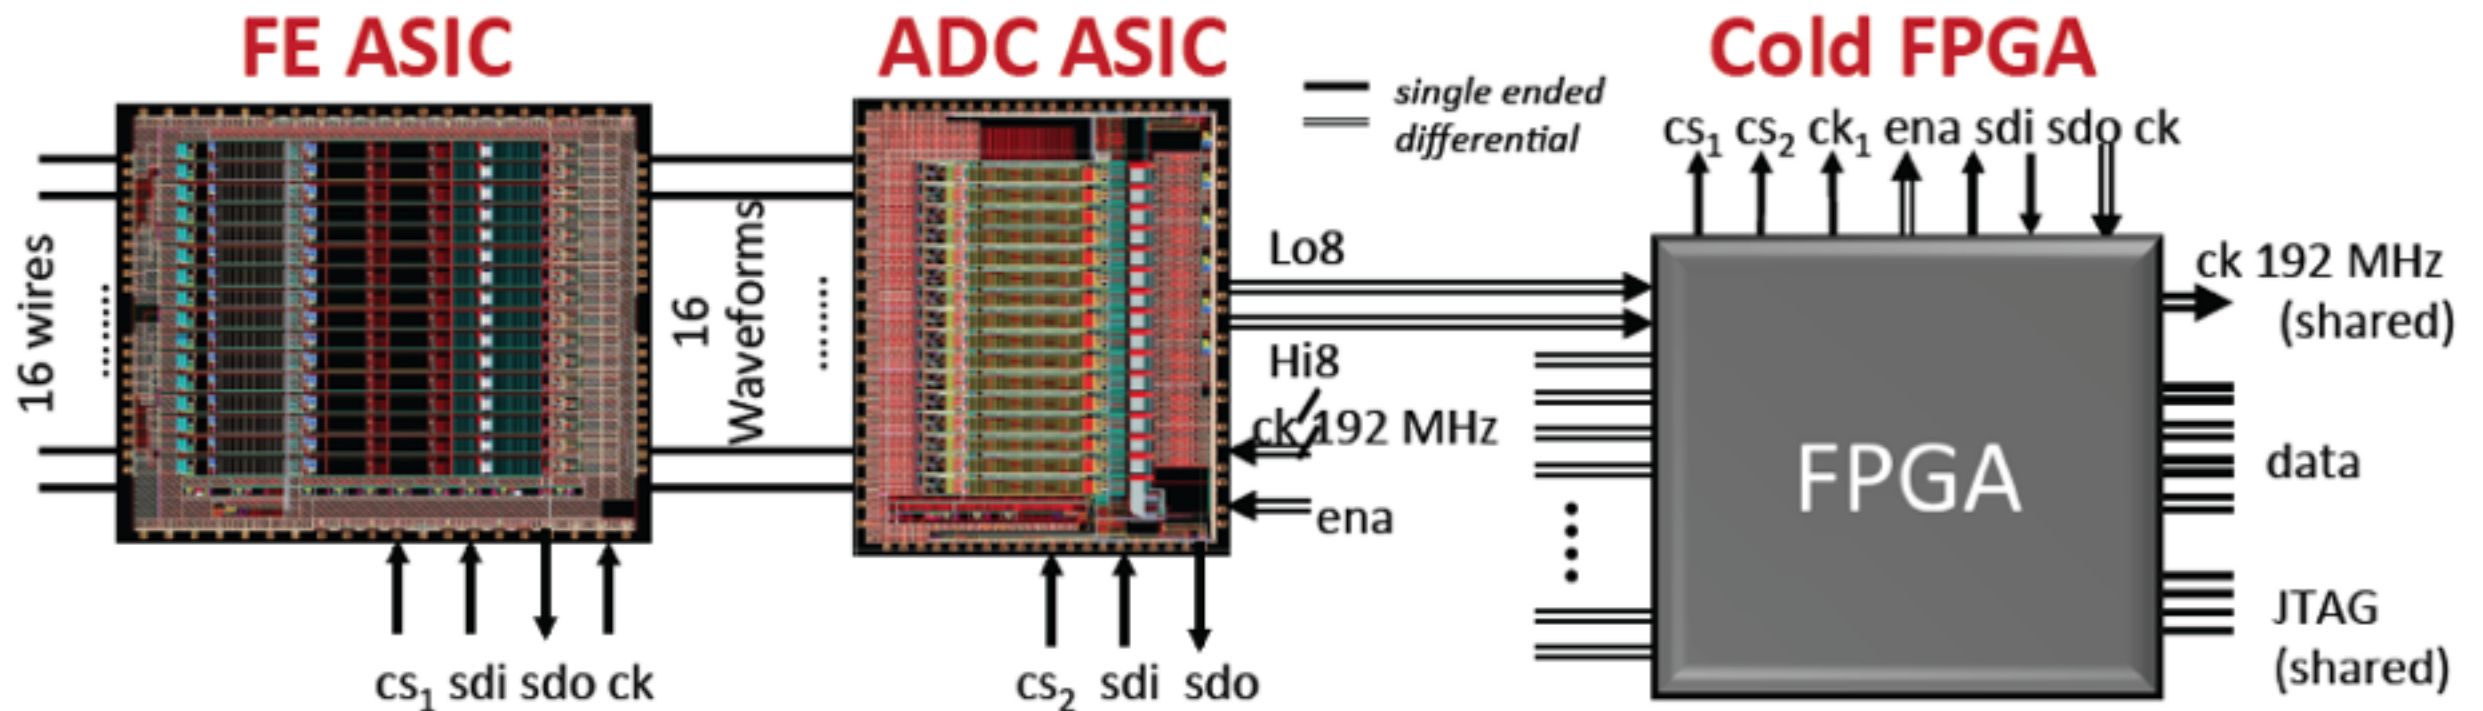 FE ASIC
ADC ASIC
Cold FPGA
single ended
differential
cs1 cs2 ck1 ena sdi sdo ck
16 wires
16
Waveforms
Lo8
Hi8
ck 192 MHz
ena
FPGA
ck 192 MHz
(shared)
data
JTAG
(shared)
cs1 sdi sdo ck
cs2 sdi sdo